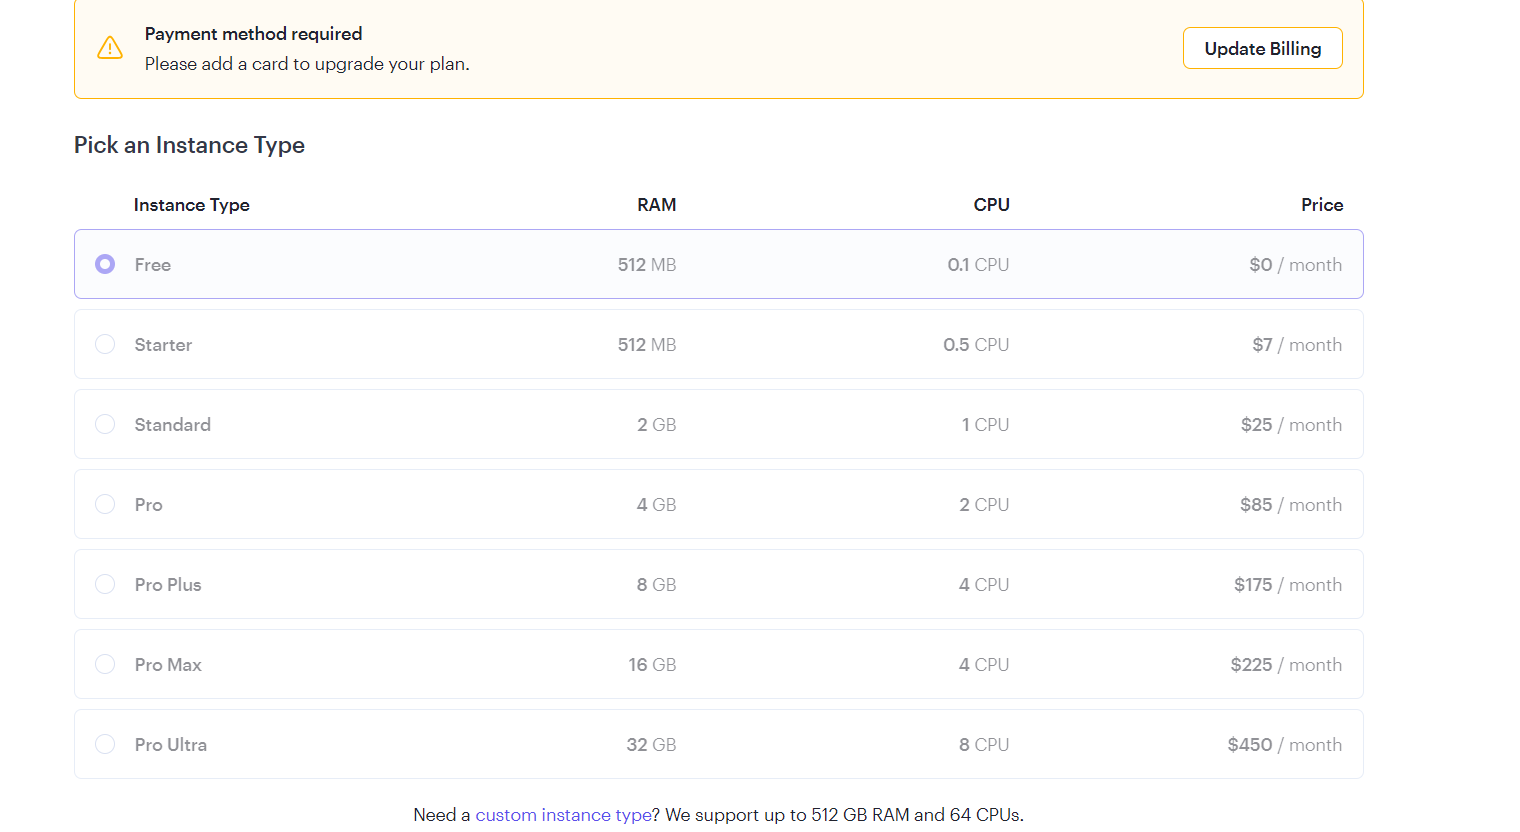 Payment method required
Please add a card to upgrade your plan.
Update Billing
Pick an Instance Type
Instance Type RAM CPU Price
Free 512 MB 0.1 CPU $0 / month
Starter 512 MB 0.5 CPU $7 / month
Standard 2 GB 1 CPU $25 / month
Pro 4 GB 2 CPU $85 / month
Pro Plus 8 GB 4 CPU $175 / month
Pro Max 16 GB 4 CPU $225 / month
Pro Ultra 32 GB 8 CPU $450 / month
Need a custom instance type? We support up to 512 GB RAM and 64 CPUs.